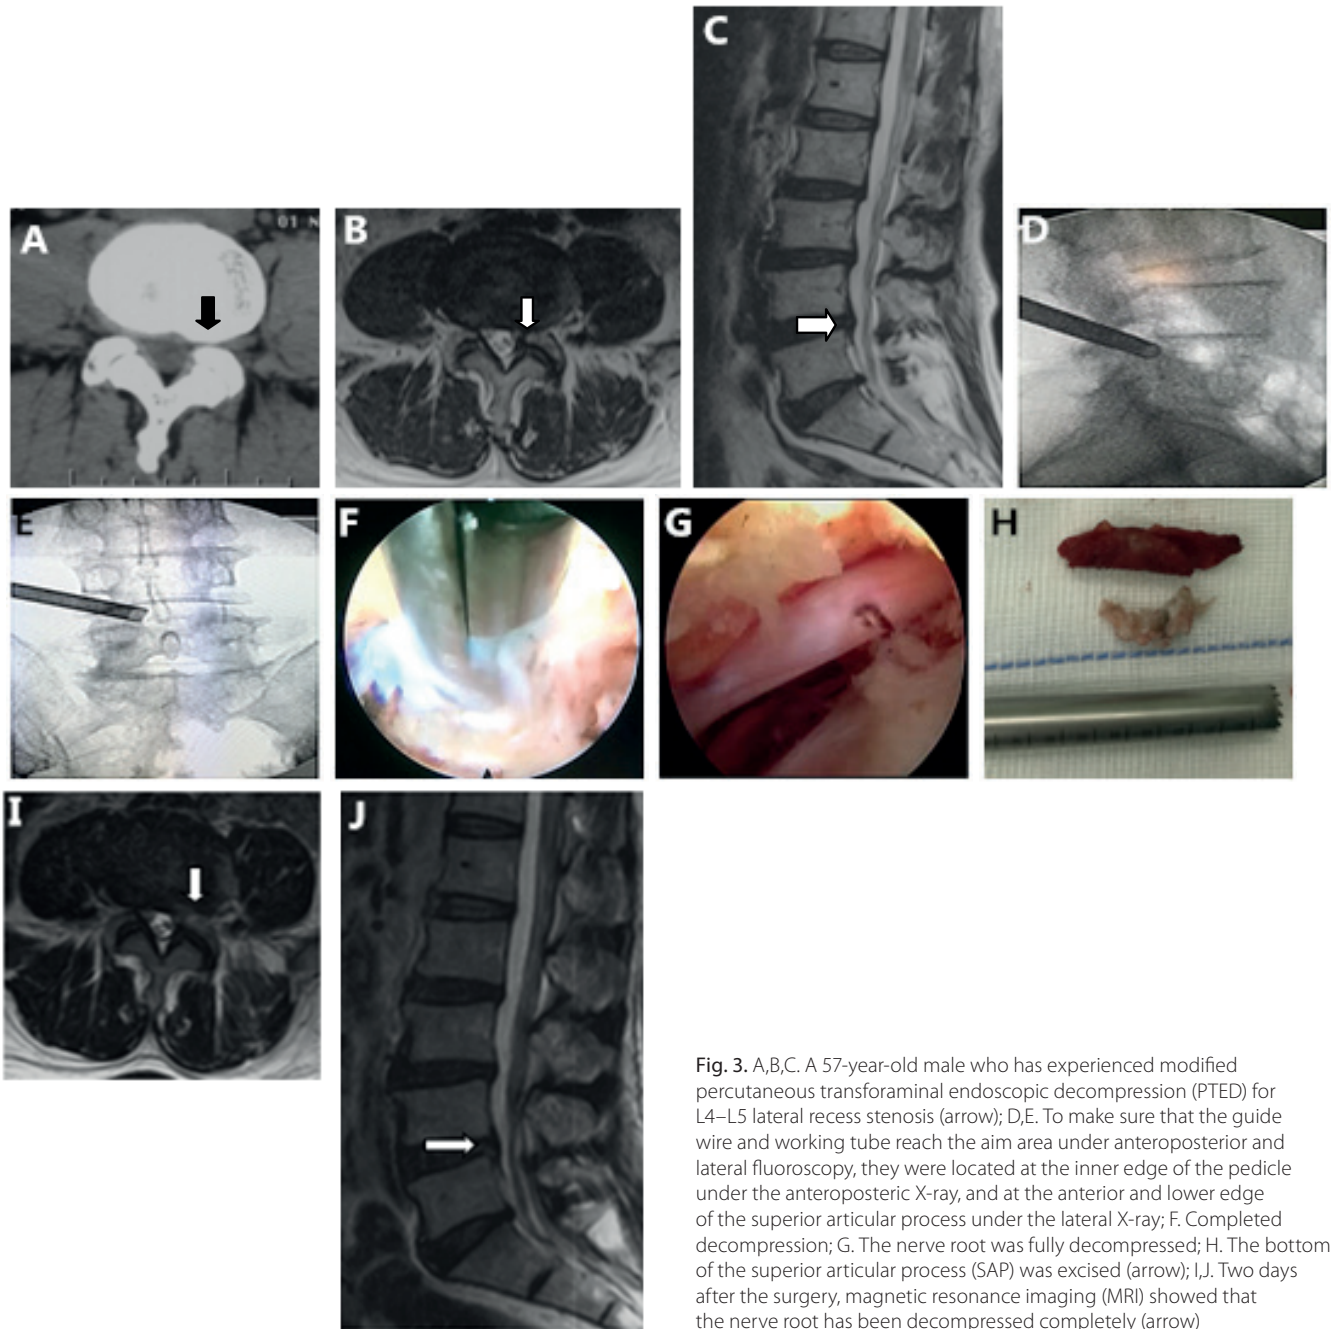 C
A
01 N
B
D
E
F
G
H
I
J
Fig. 3. A,B,C. A 57-year-old male who has experienced modified
percutaneous transforaminal endoscopic decompression (PTED) for
L4–L5 lateral recess stenosis (arrow); D,E. To make sure that the guide
wire and working tube reach the aim area under anteroposterior and
lateral fluoroscopy, they were located at the inner edge of the pedicle
under the anteroposteric X-ray, and at the anterior and lower edge
of the superior articular process under the lateral X-ray; F. Completed
decompression; G. The nerve root was fully decompressed; H. The bottom
of the superior articular process (SAP) was excised (arrow); I,J. Two days
after the surgery, magnetic resonance imaging (MRI) showed that
the nerve root has been decompressed completely (arrow)